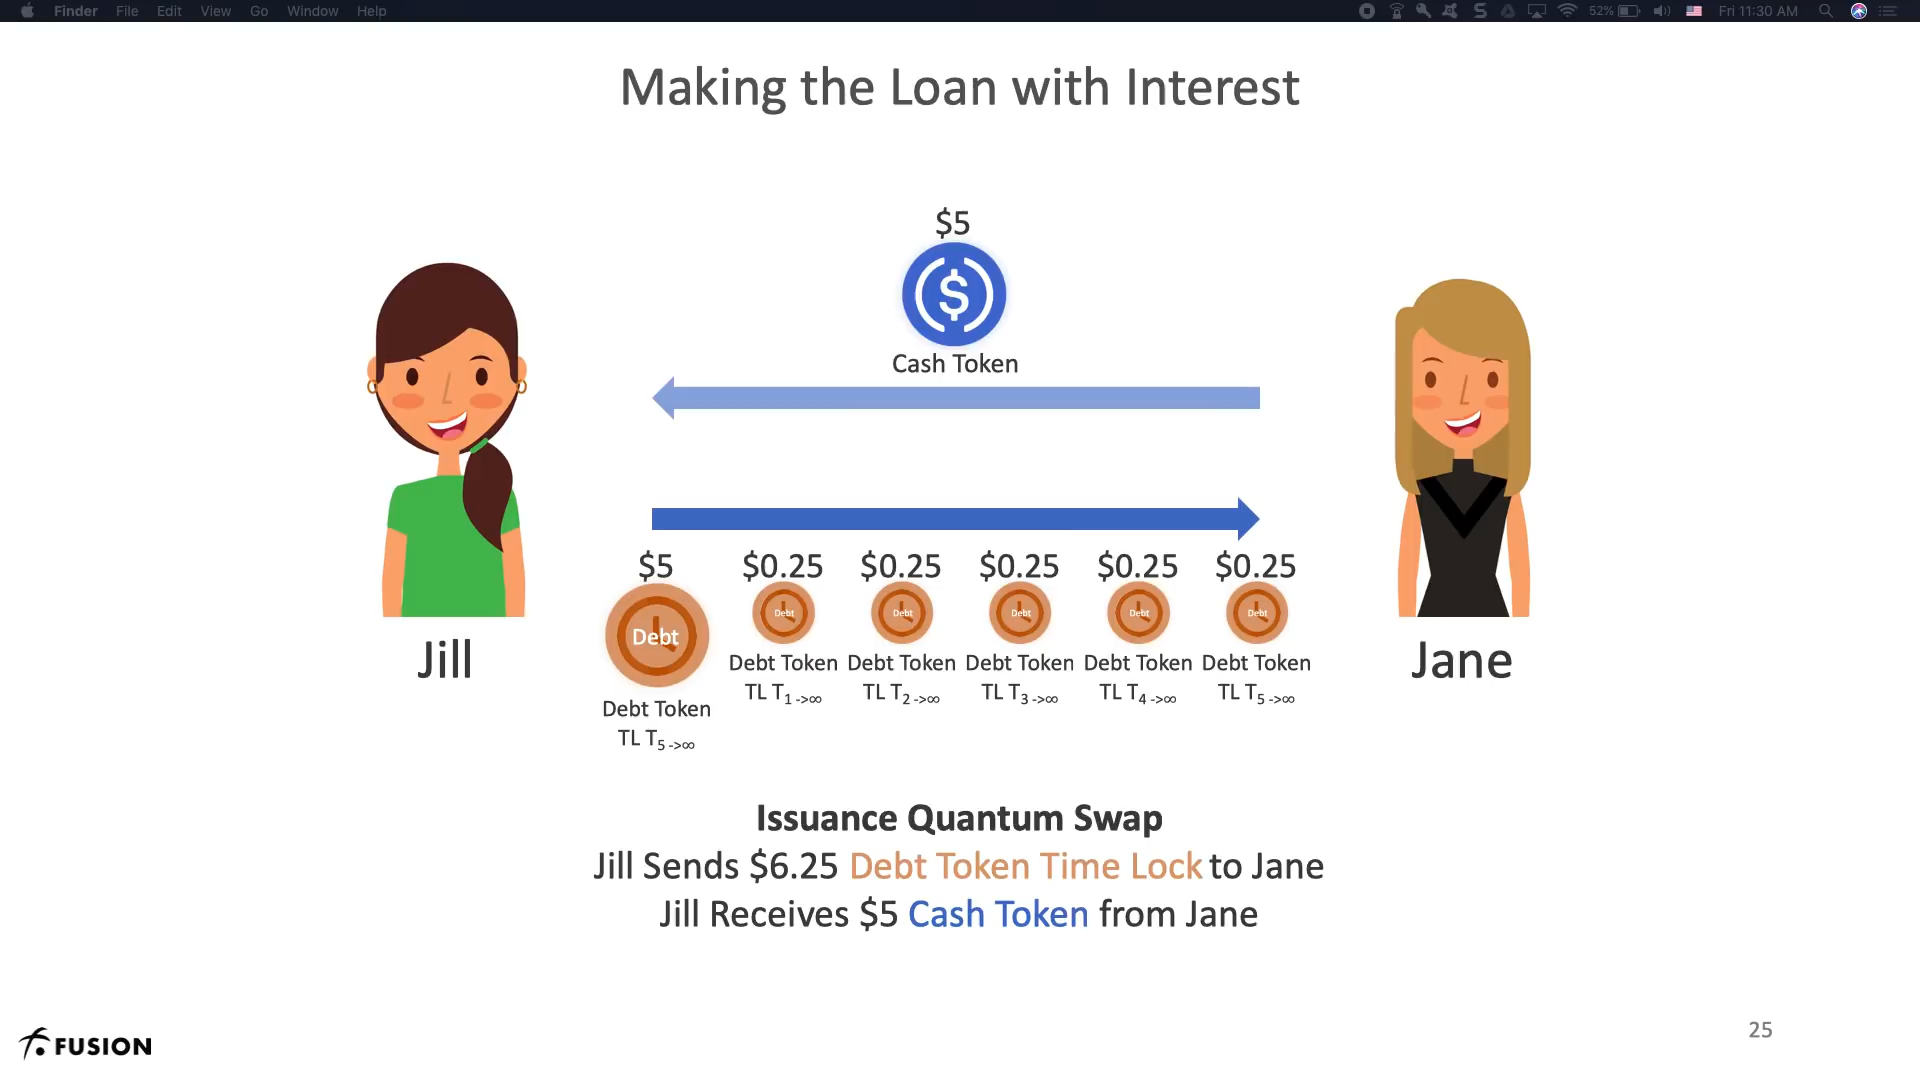 Finder File Edit View Go Window Help 52% Fri 11:30 AM
Making the Loan with Interest
$5
$
Cash Token
$5 $0.25 $0.25 $0.25 $0.25 $0.25
Debt Debt Debt Debt Debt Debt
Debt Token Debt Token Debt Token Debt Token Debt Token
TL T1 ->∞ TL T2 ->∞ TL T3 ->∞ TL T4 ->∞ TL T5 ->∞
Debt Token
TL T5 ->∞
Jill
Jane
Issuance Quantum Swap
Jill Sends $6.25 Debt Token Time Lock to Jane
Jill Receives $5 Cash Token from Jane
FUSION
25